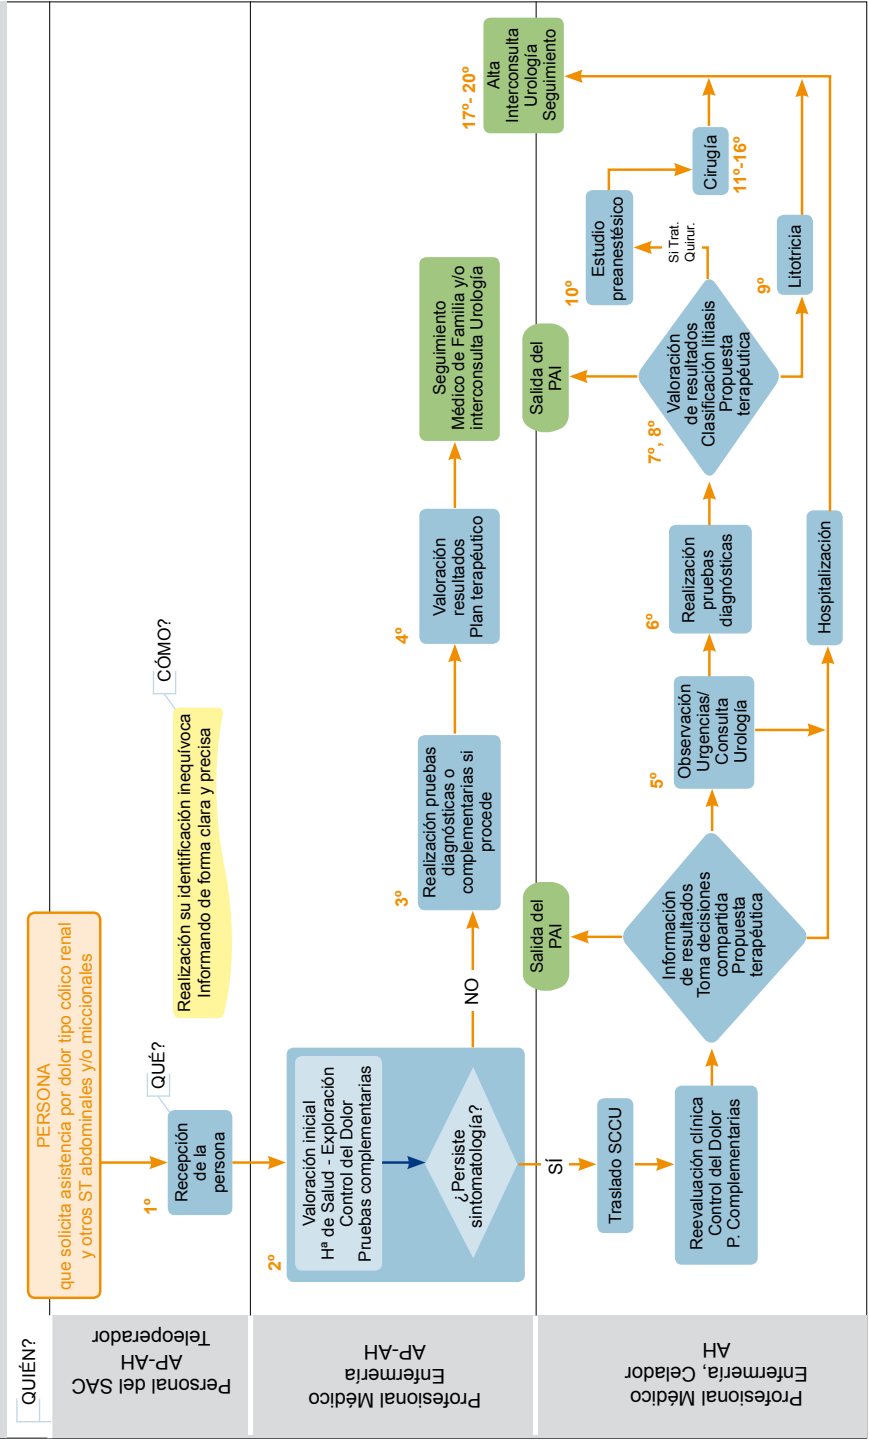 QUIÉN?
PERSONA
que solicita asistencia por dolor tipo cólico renal
y otros ST abdominales y/o miccionales
Personal del SAC
AP-AH
Teleoperador
1º
Recepción
de la
persona
QUÉ?
Realización su identificación inequívoca
Informando de forma clara y precisa
CÓMO?
Profesional Médico
Enfermería
AP-AH
2º
Valoración inicial
Hª de Salud - Exploración
Control del Dolor
Pruebas complementarias
¿Persiste
sintomatología?
NO
3º
Realización pruebas
diagnósticas o
complementarias si
procede
4º
Valoración
resultados
Plan terapéutico
Seguimiento
Médico de Familia y/o
interconsulta Urología
17º- 20º
Alta
Interconsulta
Urología
Seguimiento
Profesional Médico
Enfermería, Celador
AH
SÍ
Traslado SCCU
Reevaluación clínica
Control del Dolor
P. Complementarias
Salida del
PAI
Información
de resultados
Toma decisiones
compartida
Propuesta
terapéutica
5º
Observación
Urgencias/
Consulta
Urología
6º
Realización
pruebas
diagnósticas
Salida del
PAI
7º, 8º
Valoración
de resultados
Clasificación litiasis
Propuesta
terapéutica
Si Trat.
Quirur.
10º
Estudio
preanestésico
Cirugía
11º-16º
9º
Litotricia
Hospitalización